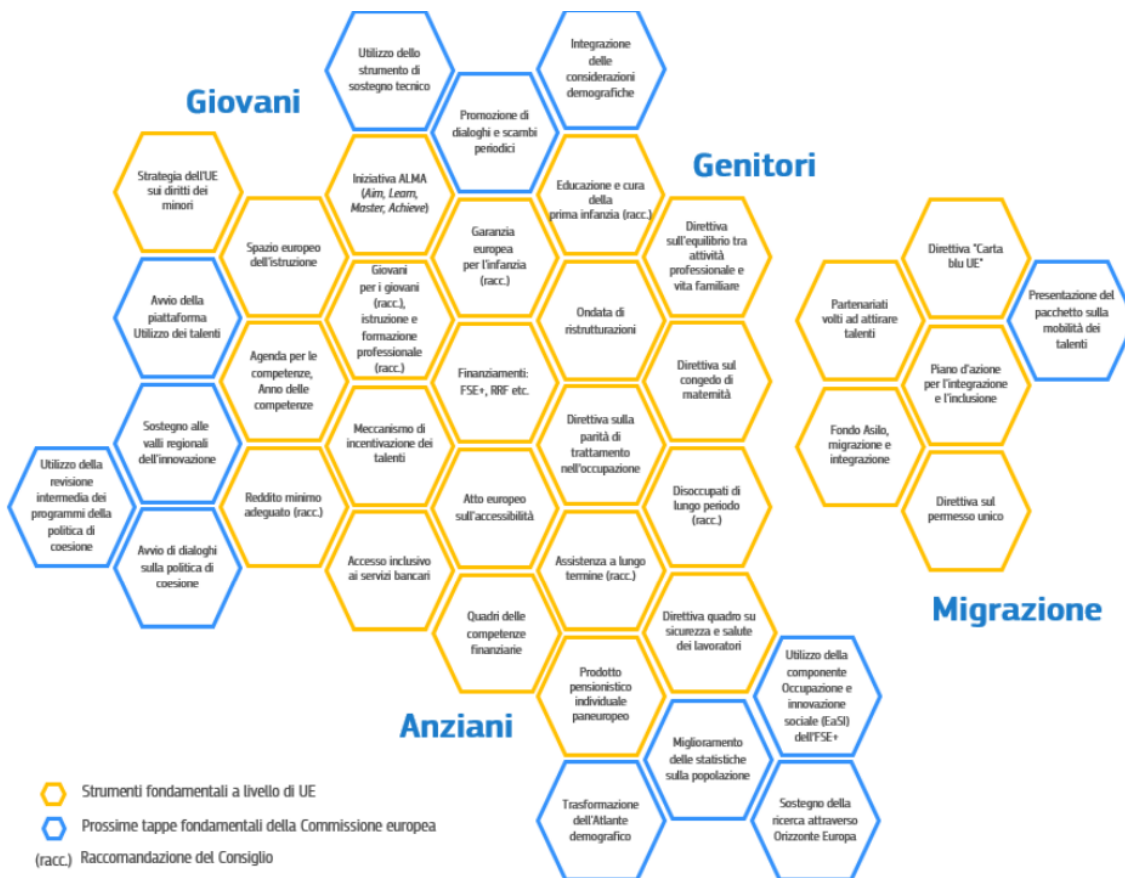 Giovani
Genitori
Anziani
Migrazione
Utilizzo dello
strumento di
sostegno tecnico
Integrazione
delle
considerazioni
demografiche
Promozione di
dialoghi e scambi
periodici
Strategia dell'UE
sui diritti dei
minori
Iniziativa ALMA
(Aim, Learn,
Master, Achieve)
Educazione e cura
della
prima infanzia (racc.)
Spazio europeo
dell'istruzione
Garanzia
europea
per l'infanzia
(racc.)
Direttiva
sull'equilibrio tra
attività
professionale e
vita familiare
Avvio della
piattaforma
Utilizzo dei talenti
Giovani
per i giovani
(racc.),
istruzione e
formazione
professionale
(racc.)
Ondata di
ristrutturazioni
Agenda per le
competenze,
Anno delle
competenze
Finanziamenti:
FSE+, RRF etc.
Direttiva sul
congedo di
maternità
Sostegno alle
valli regionali
dell'innovazione
Meccanismo di
incentivazione dei
talenti
Direttiva sulla
parità di
trattamento
nell'occupazione
Utilizzo della
revisione
intermedia dei
programmi della
politica di
coesione
Reddito minimo
adeguato (racc.)
Atto europeo
sull'accessibilità
Disoccupati di
lungo periodo
(racc.)
Avvio di dialoghi
sulla politica di
coesione
Accesso inclusivo
ai servizi bancari
Assistenza a lungo
termine (racc.)
Quadri delle
competenze
finanziarie
Direttiva quadro su
sicurezza e salute
dei lavoratori
Prodotto
pensionistico
individuale
paneuropeo
Utilizzo della
componente
Occupazione e
innovazione
sociale (EaSI)
dell'FSE+
Miglioramento
delle statistiche
sulla popolazione
Trasformazione
dell'Atlante
demografico
Sostegno della
ricerca attraverso
Orizzonte Europa
Direttiva "Carta
blu UE"
Partenariati
volti ad attirare
talenti
Presentazione del
pacchetto sulla
mobilità dei
talenti
Piano d'azione
per l'integrazione
e l'inclusione
Fondo Asilo,
migrazione e
integrazione
Direttiva sul
permesso unico
Strumenti fondamentali a livello di UE
Prossime tappe fondamentali della Commissione europea
(racc.) Raccomandazione del Consiglio